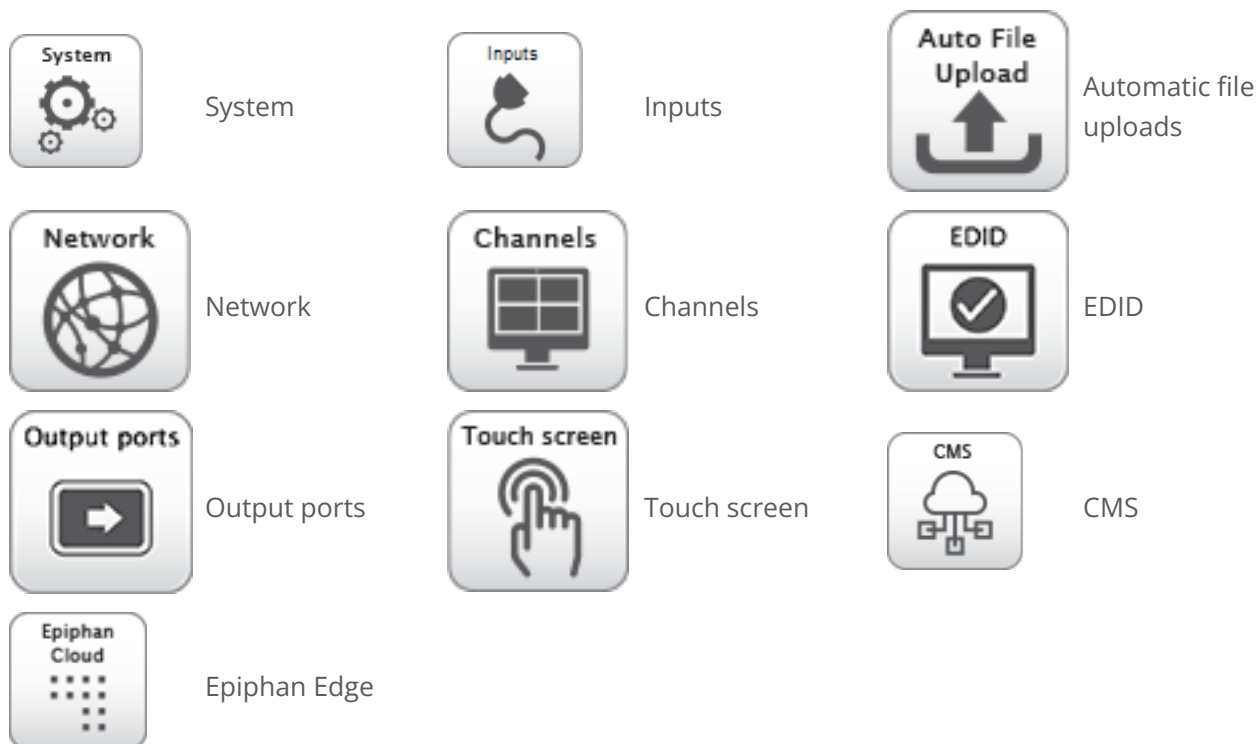 System
System
Inputs
Inputs
Auto File
Upload
Automatic file
uploads
Network
Network
Channels
Channels
EDID
EDID
Output ports
Output ports
Touch screen
Touch screen
CMS
CMS
Epiphan
Cloud
Epiphan Edge